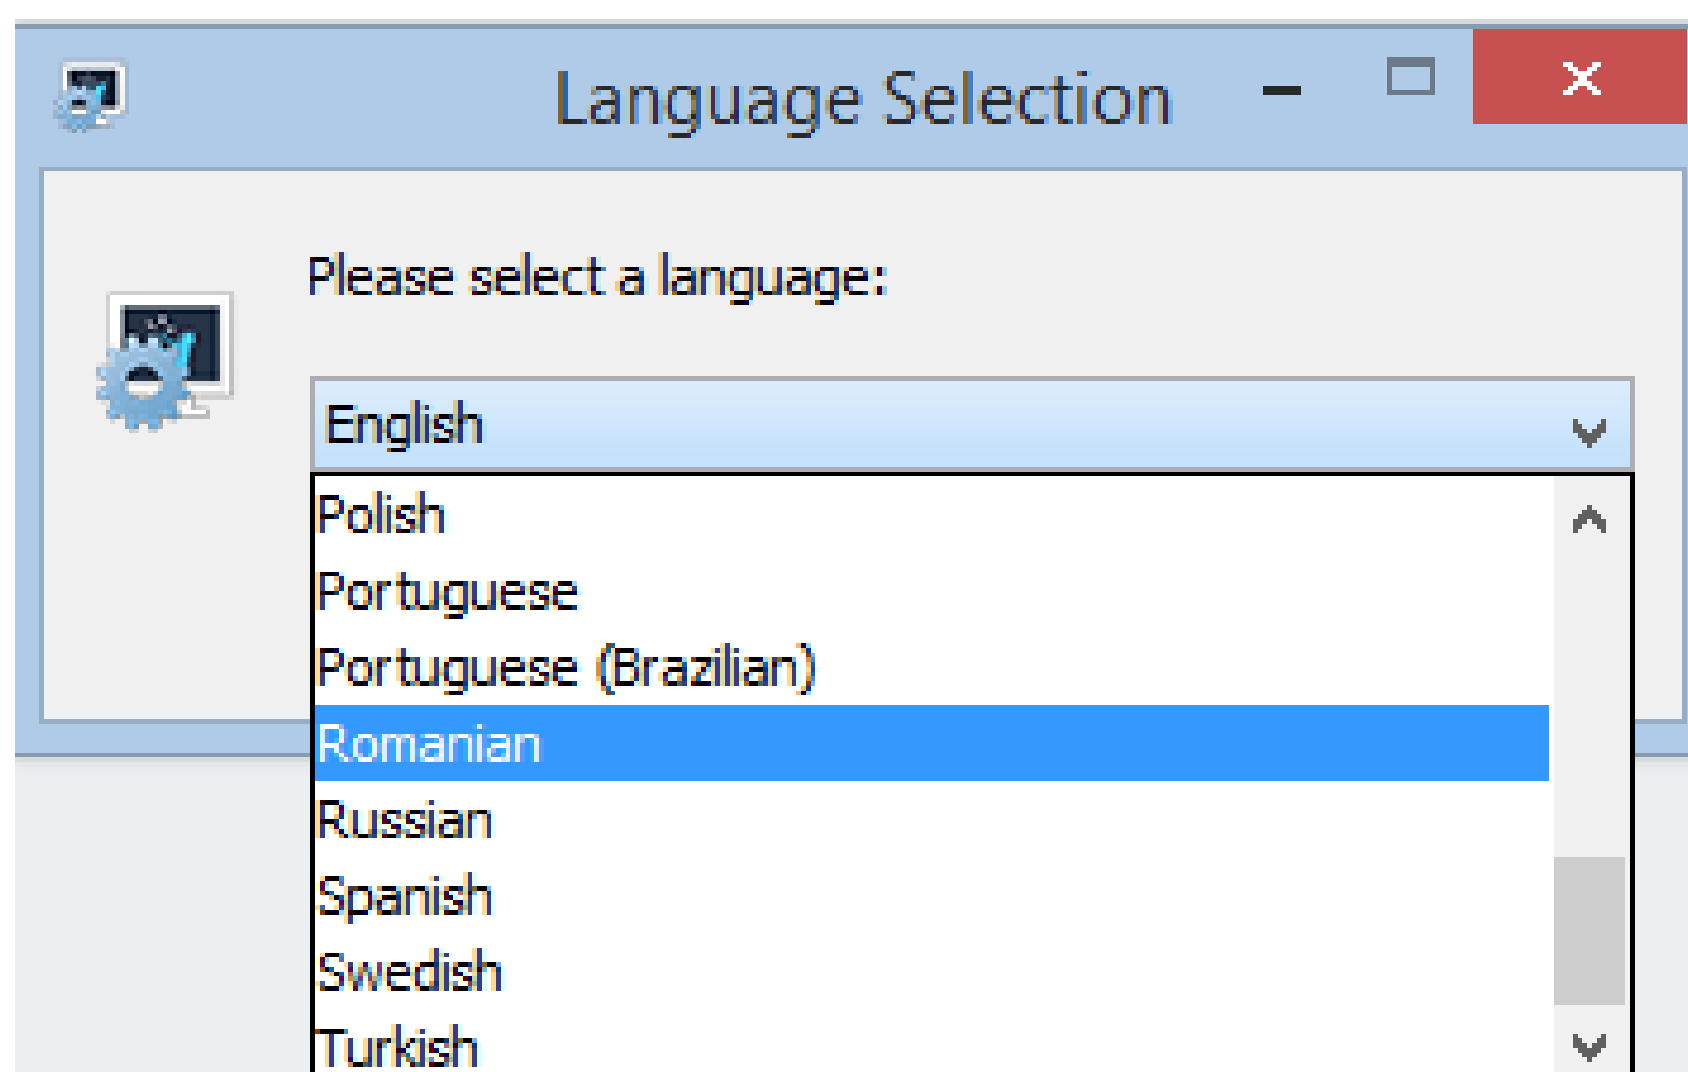 Language Selection
Please select a language:
English
Polish
Portuguese
Portuguese (Brazilian)
Romanian
Russian
Spanish
Swedish
Turkish